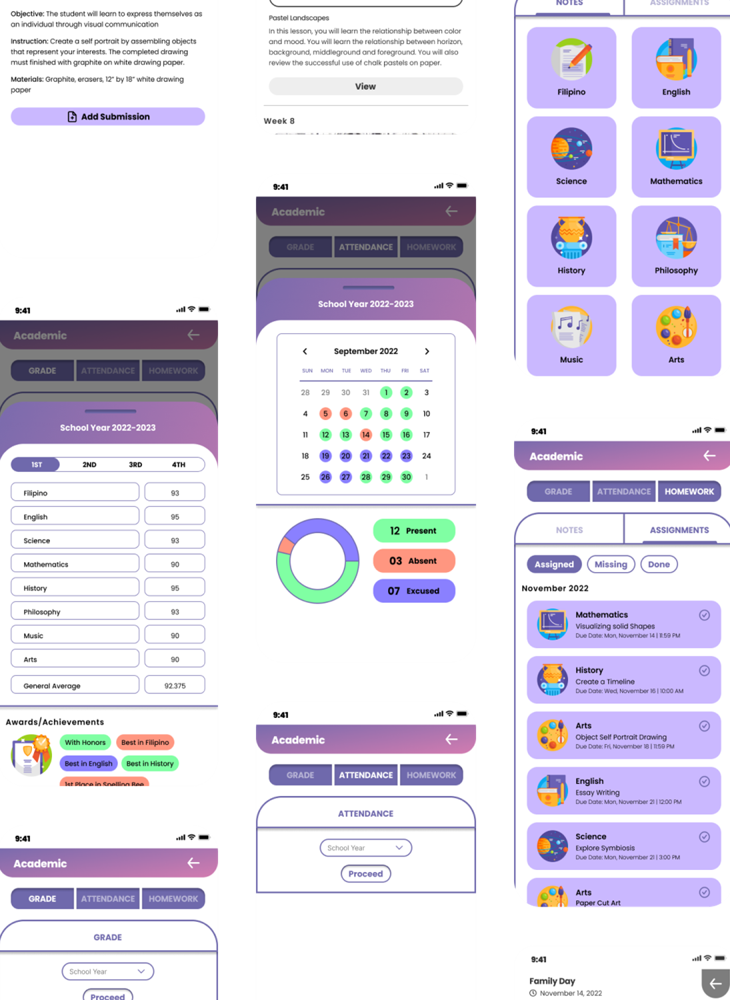 Objective: The student will learn to express themselves as
an individual through visual communication
Instruction: Create a self portrait by assembling objects
that represent your interests. The completed drawing
must finished with graphite on white drawing paper.
Materials: Graphite, erasers, 12" by 18" white drawing
paper
Add Submission
9:41
Academic
GRADE ATTENDANCE HOMEWORK
School Year 2022-2023
1ST 2ND 3RD 4TH
Filipino 93
English 95
Science 93
Mathematics 90
History 95
Philosophy 93
Music 90
Arts 90
General Average 92.375
Awards/Achievements
With Honors Best in Filipino
Best in English Best in History
1st Place in Spelling Bee
9:41
Academic
GRADE ATTENDANCE HOMEWORK
GRADE
School Year
Proceed
Pastel Landscapes
In this lesson, you will learn the relationship between color
and mood. You will learn the relationship between horizon,
background, middleground and foreground. You will also
review the successful use of chalk pastels on paper.
View
Week 8
9:41
Academic
GRADE ATTENDANCE HOMEWORK
School Year 2022-2023
September 2022
SUN MON TUE WED THU FRI SAT
28 29 30 31 1 2 3
4 5 6 7 8 9 10
11 12 13 14 15 16 17
18 19 20 21 22 23 24
25 26 27 28 29 30 1
12 Present
03 Absent
07 Excused
9:41
Academic
GRADE ATTENDANCE HOMEWORK
ATTENDANCE
School Year
Proceed
NOTES ASSIGNMENTS
Filipino English
Science Mathematics
History Philosophy
Music Arts
9:41
Academic
GRADE ATTENDANCE HOMEWORK
NOTES ASSIGNMENTS
Assigned Missing Done
November 2022
Mathematics
Visualizing solid Shapes
Due Date: Mon, November 14 | 11:59 PM
History
Create a Timeline
Due Date: Wed, November 16 | 10:00 AM
Arts
Object Self Portrait Drawing
Due Date: Fri, November 18 | 11:59 PM
English
Essay Writing
Due Date: Mon, November 21 | 12:00 PM
Science
Explore Symbiosis
Due Date: Mon, November 21 | 3:00 PM
Arts
Paper Cut Art
9:41
Family Day
November 14, 2022